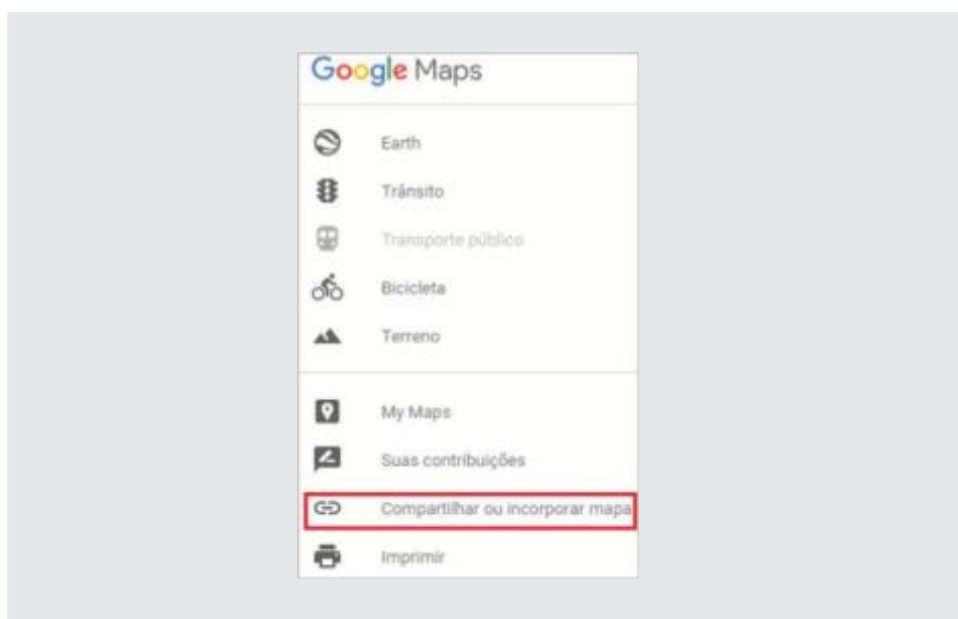 Google Maps
Earth
Trânsito
Transporte público
Bicicleta
Terreno
My Maps
Suas contribuições
Compartilhar ou incorporar mapa
Imprimir